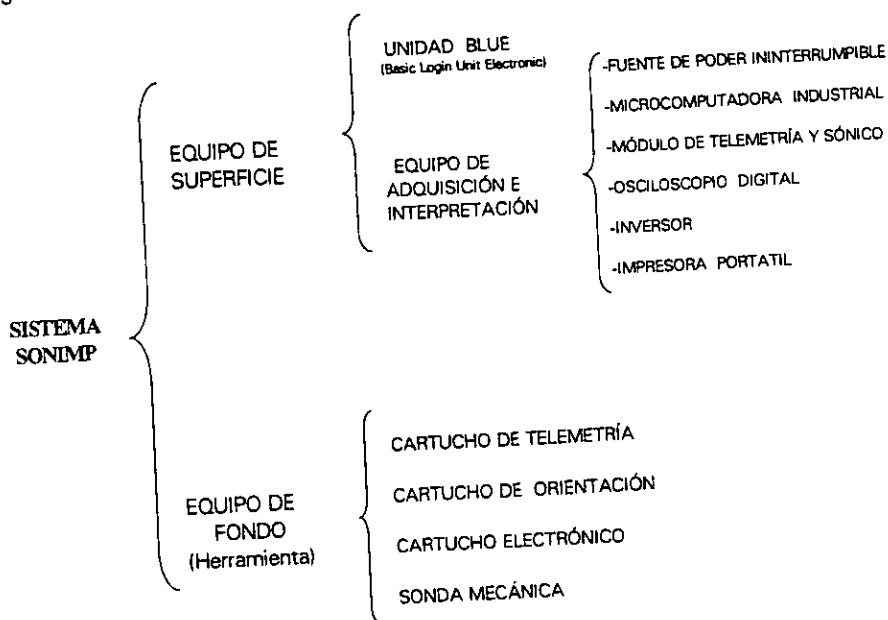 UNIDAD BLUE
(Basic Login Unit Electronic)
-FUENTE DE PODER ININTERRUMPIBLE
-MICROCOMPUTADORA INDUSTRIAL
EQUIPO DE
SUPERFICIE
EQUIPO DE
ADQUISICIÓN E
INTERPRETACIÓN
-MÓDULO DE TELEMETRÍA Y SÓNICO
-OSCILOSCOPIO DIGITAL
-INVERSOR
-IMPRESORA PORTATIL
SISTEMA
SONIMP
CARTUCHO DE TELEMETRÍA
CARTUCHO DE ORIENTACIÓN
EQUIPO DE
FONDO
(Herramienta)
CARTUCHO ELECTRÓNICO
SONDA MECÁNICA